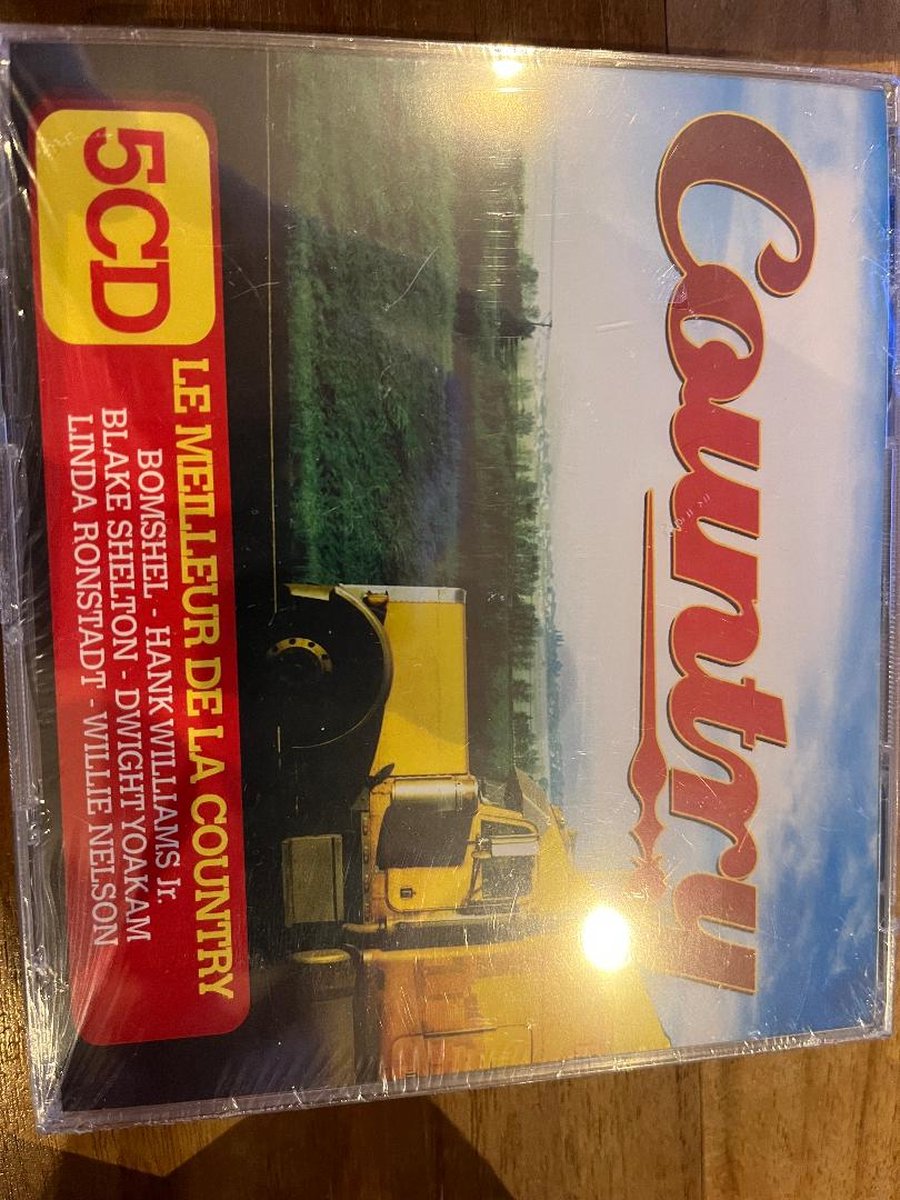 Country
5CD
LE MEILLEUR DE LA COUNTRY
BOMSHEL - HANK WILLIAMS Jr.
BLAKE SHELTON - DWIGHT YOAKAM
LINDA RONSTADT - WILLIE NELSON